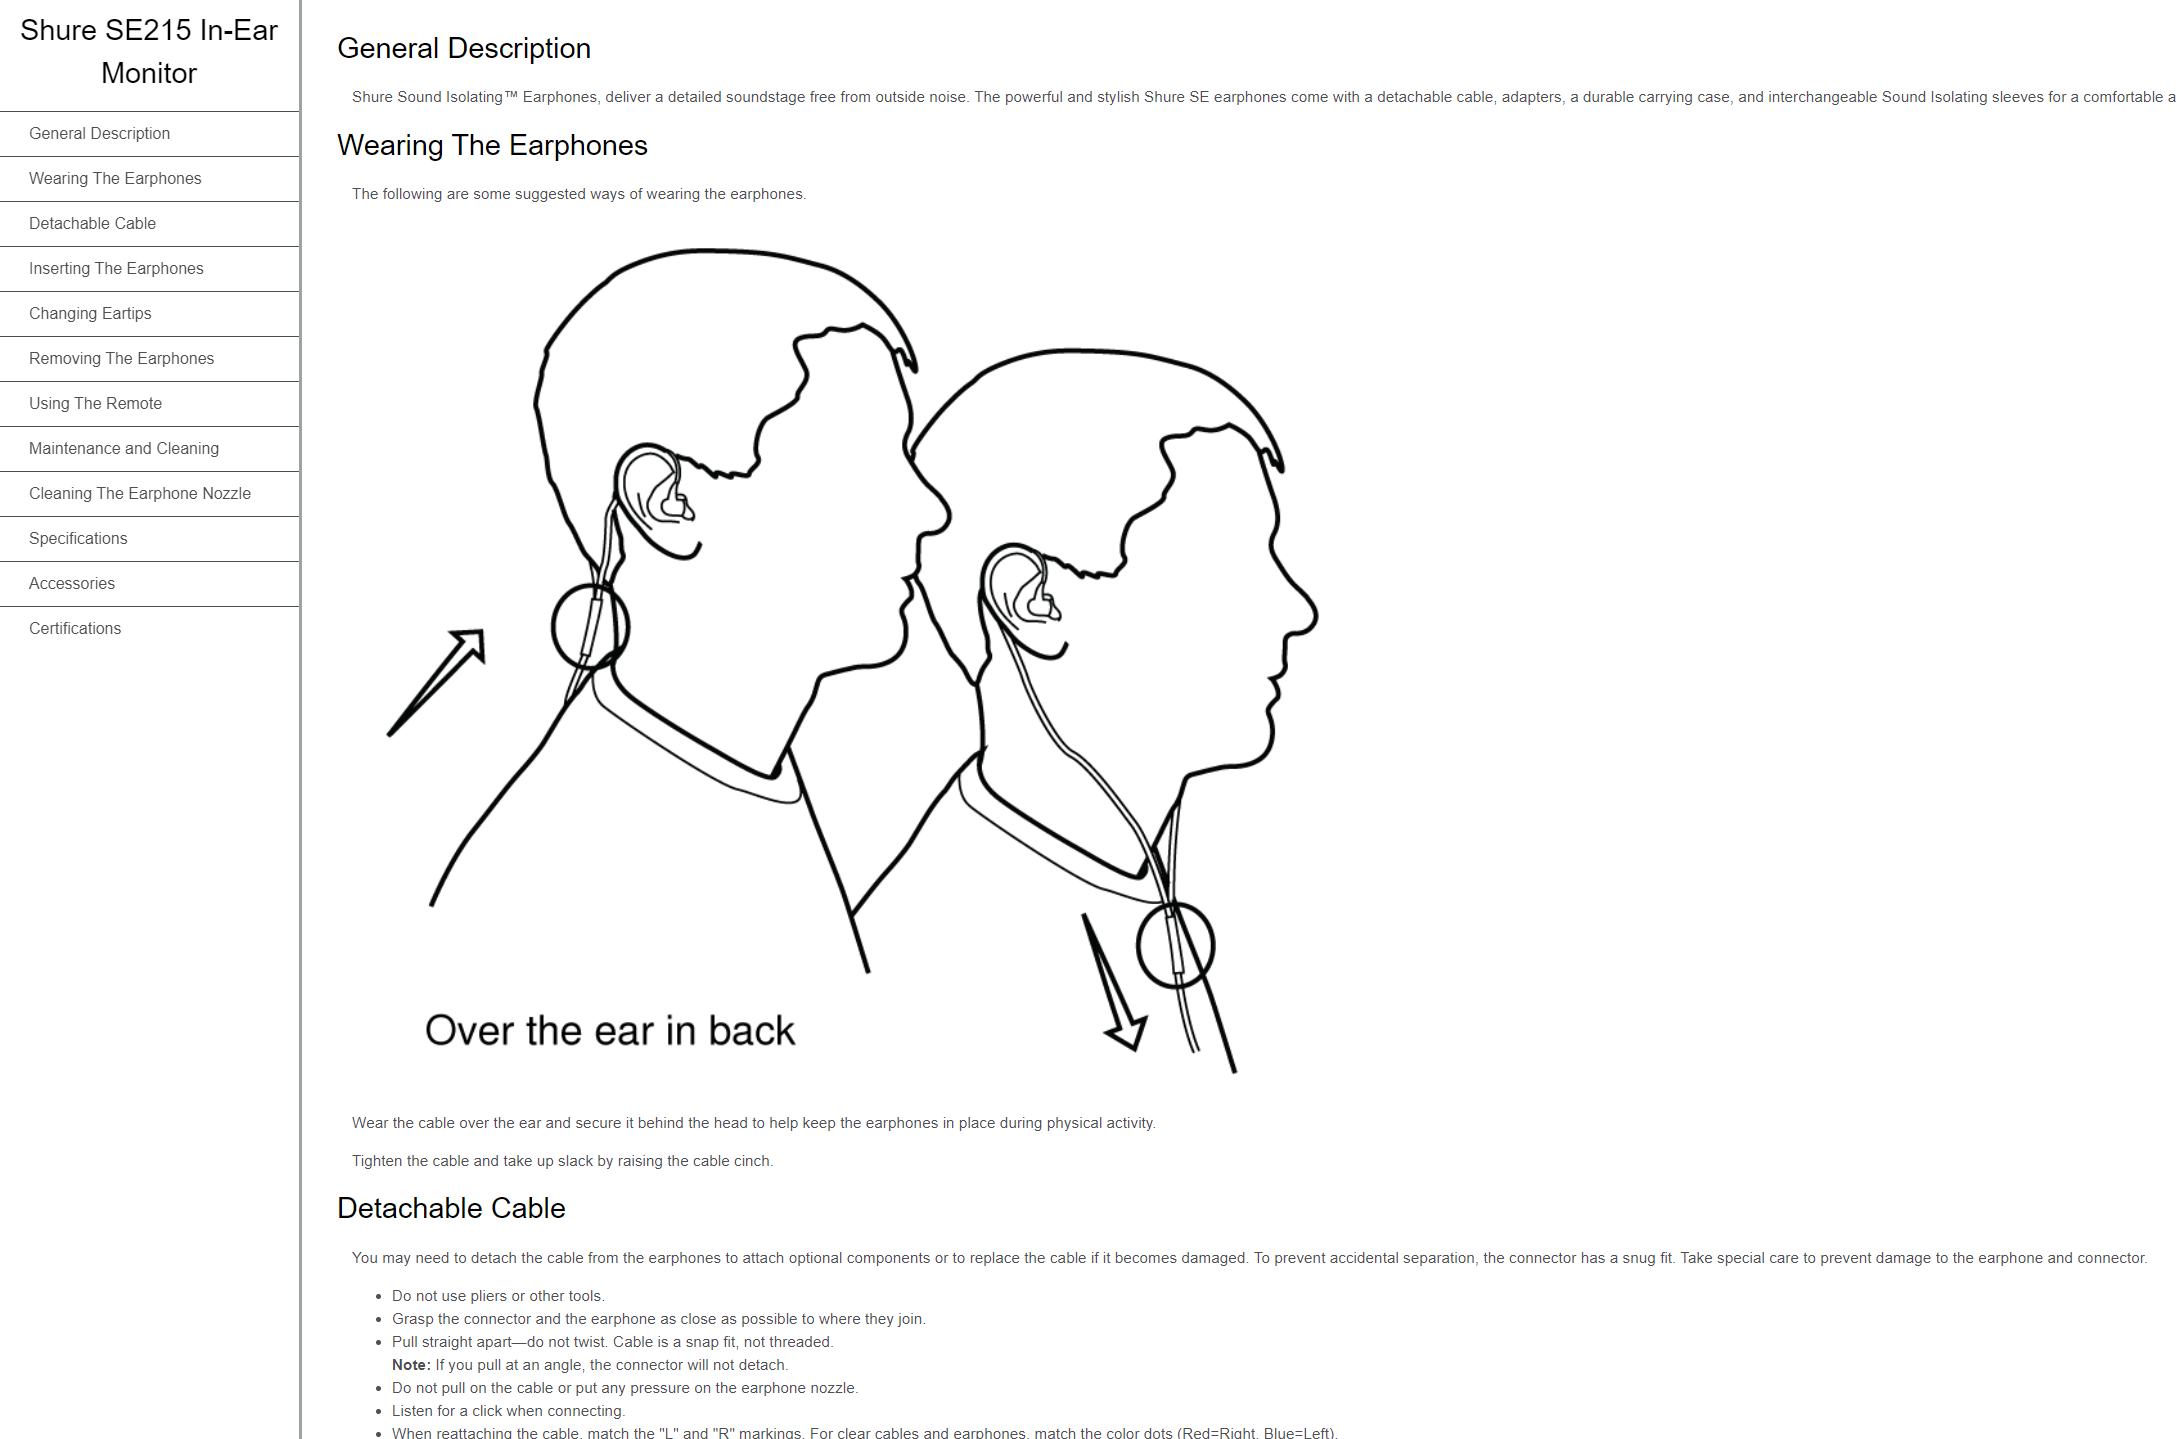 Shure SE215 In-Ear
Monitor
General Description
Wearing The Earphones
Detachable Cable
Inserting The Earphones
Changing Eartips
Removing The Earphones
Using The Remote
Maintenance and Cleaning
Cleaning The Earphone Nozzle
Specifications
Accessories
Certifications
General Description
Shure Sound Isolating™ Earphones, deliver a detailed soundstage free from outside noise. The powerful and stylish Shure SE earphones come with a detachable cable, adapters, a durable carrying case, and interchangeable Sound Isolating sleeves for a comfortable a
Wearing The Earphones
The following are some suggested ways of wearing the earphones.
Over the ear in back
Wear the cable over the ear and secure it behind the head to help keep the earphones in place during physical activity.
Tighten the cable and take up slack by raising the cable cinch.
Detachable Cable
You may need to detach the cable from the earphones to attach optional components or to replace the cable if it becomes damaged. To prevent accidental separation, the connector has a snug fit. Take special care to prevent damage to the earphone and connector.
• Do not use pliers or other tools.
• Grasp the connector and the earphone as close as possible to where they join.
• Pull straight apart—do not twist. Cable is a snap fit, not threaded.
Note: If you pull at an angle, the connector will not detach.
• Do not pull on the cable or put any pressure on the earphone nozzle.
• Listen for a click when connecting.
• When reattaching the cable, match the "L" and "R" markings. For clear cables and earphones, match the color dots (Red=Right, Blue=Left).